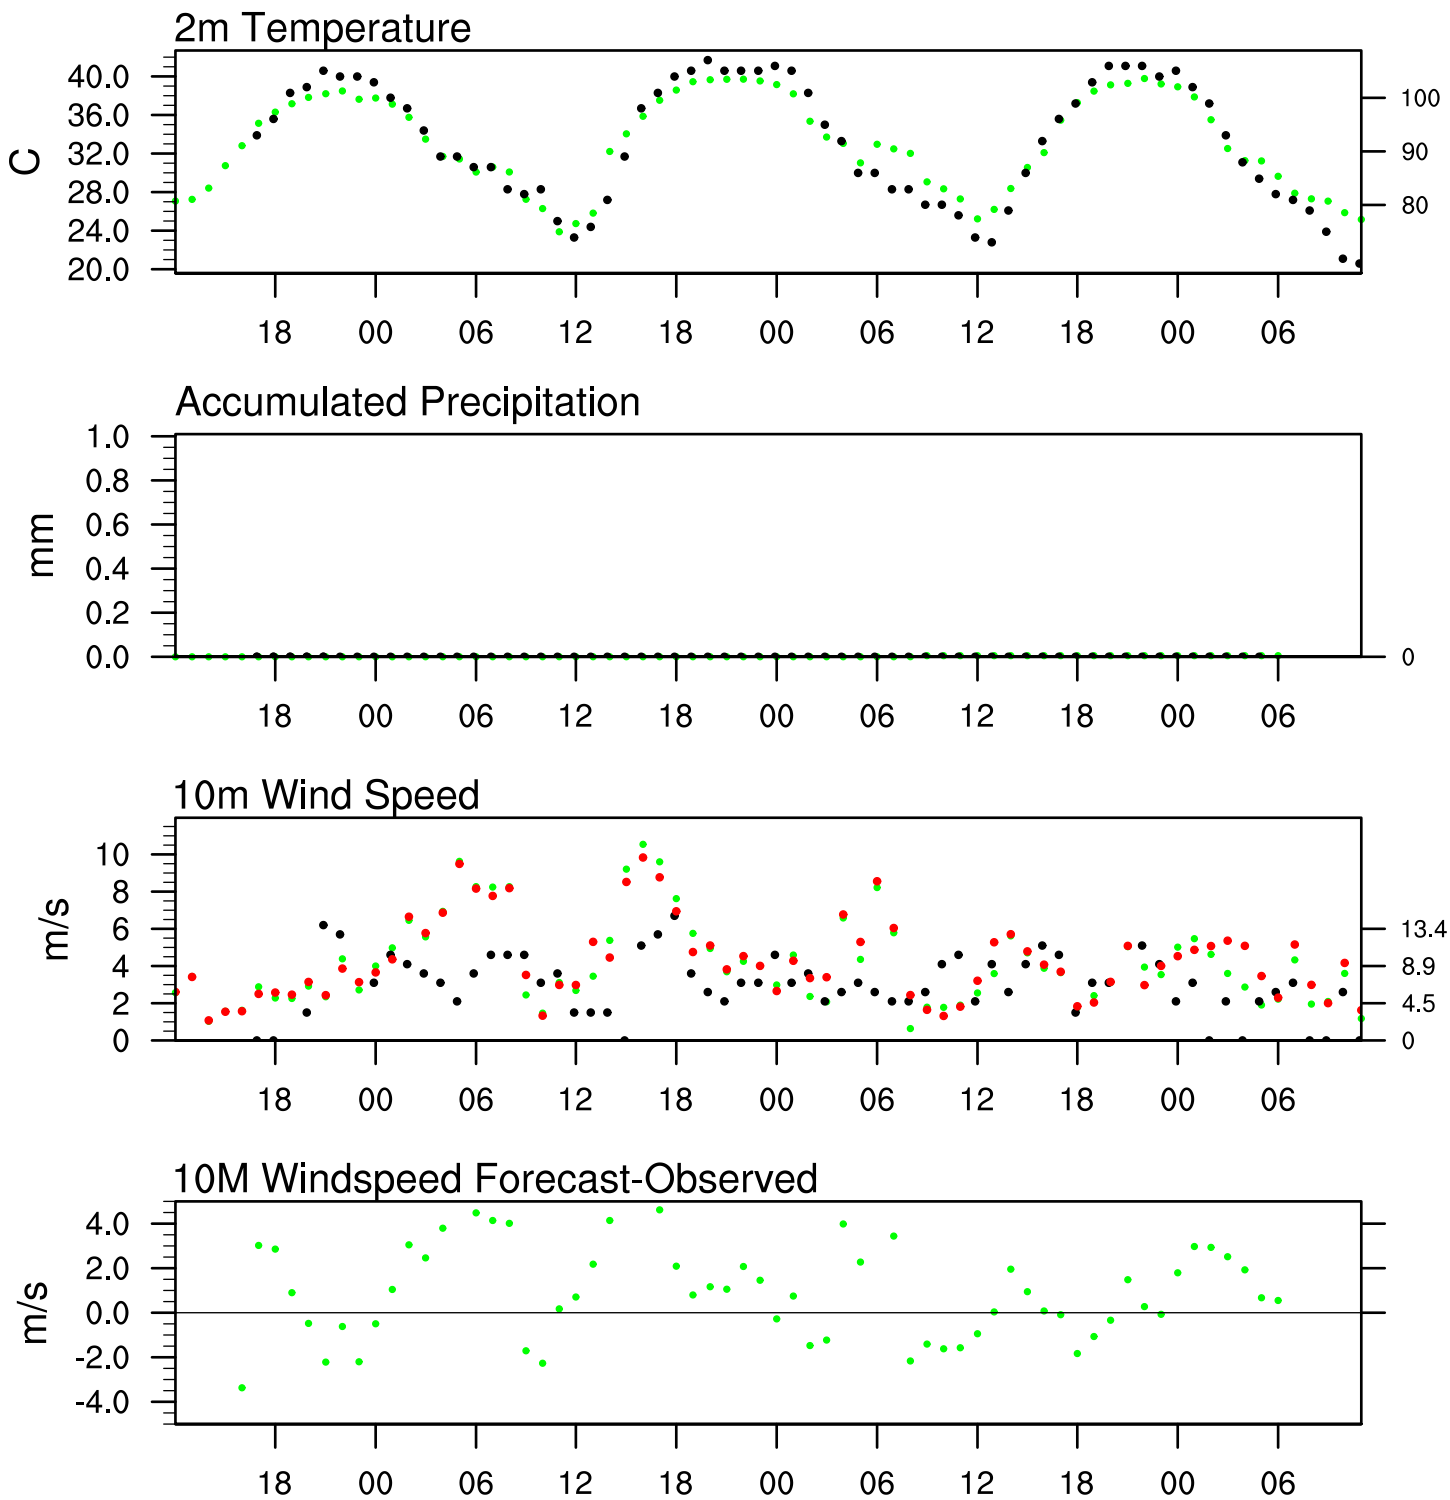 2m Temperature
C
40.0
36.0
32.0
28.0
24.0
20.0
100
90
80
18 00 06 12 18 00 06 12 18 00 06
Accumulated Precipitation
mm
1.0
0.8
0.6
0.4
0.2
0.0
0
18 00 06 12 18 00 06 12 18 00 06
10m Wind Speed
m/s
10
8
6
4
2
0
13.4
8.9
4.5
0
18 00 06 12 18 00 06 12 18 00 06
10M Windspeed Forecast-Observed
m/s
4.0
2.0
0.0
-2.0
-4.0
18 00 06 12 18 00 06 12 18 00 06